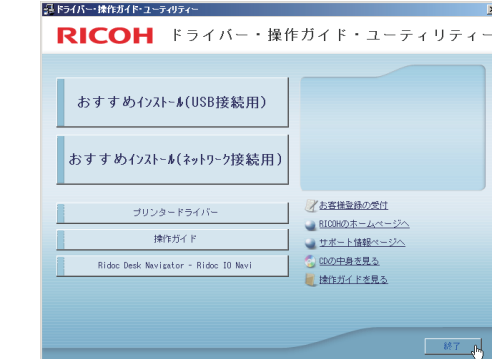 ドライバー・操作ガイド・ユーティリティー
RICOH ドライバー・操作ガイド・ユーティリティー
おすすめインストール(USB接続用)
おすすめインストール(ネットワーク接続用)
プリンタードライバー
操作ガイド
Ridoc Desk Navigator - Ridoc IO Navi
お客様登録の受付
RICOHのホームページへ
サポート情報ページへ
CDの中身を見る
操作ガイドを見る
終了